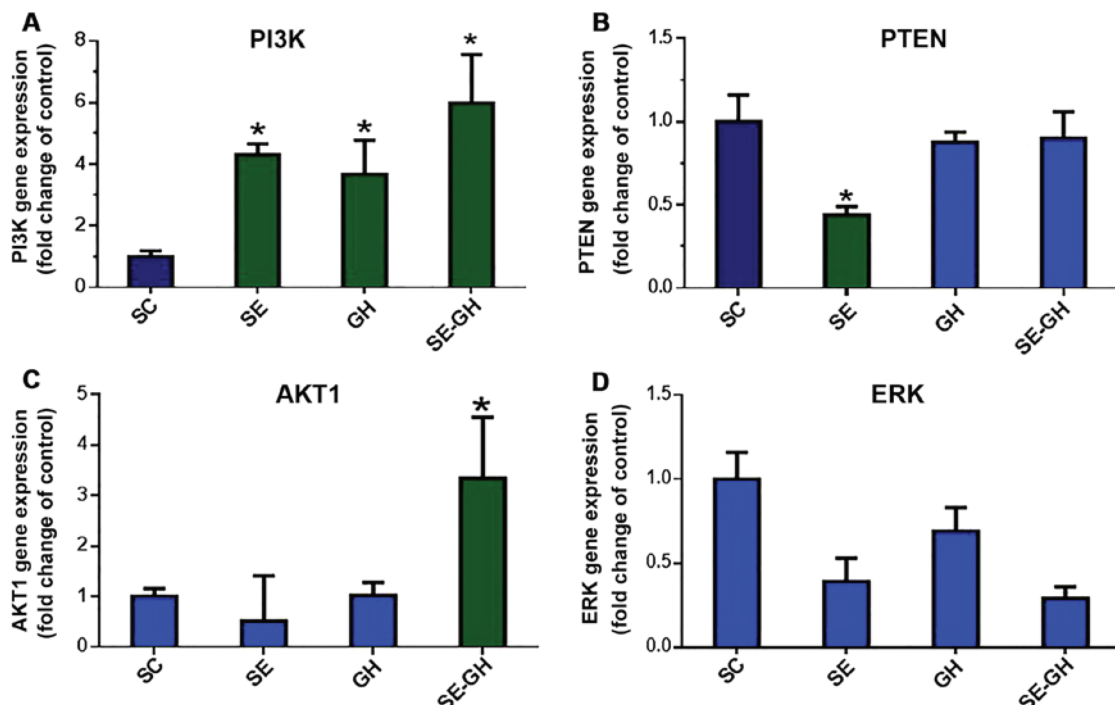 A
PI3K
PI3K gene expression
(fold change of control)
8
6
4
2
0
*
*
*
SC
SE
GH
SE-GH
B
PTEN
PTEN gene expression
(fold change of control)
1.5
1.0
0.5
0.0
*
SC
SE
GH
SE-GH
C
AKT1
AKT1 gene expression
(fold change of control)
5
4
3
2
1
0
*
SC
SE
GH
SE-GH
D
ERK
ERK gene expression
(fold change of control)
1.5
1.0
0.5
0.0
SC
SE
GH
SE-GH